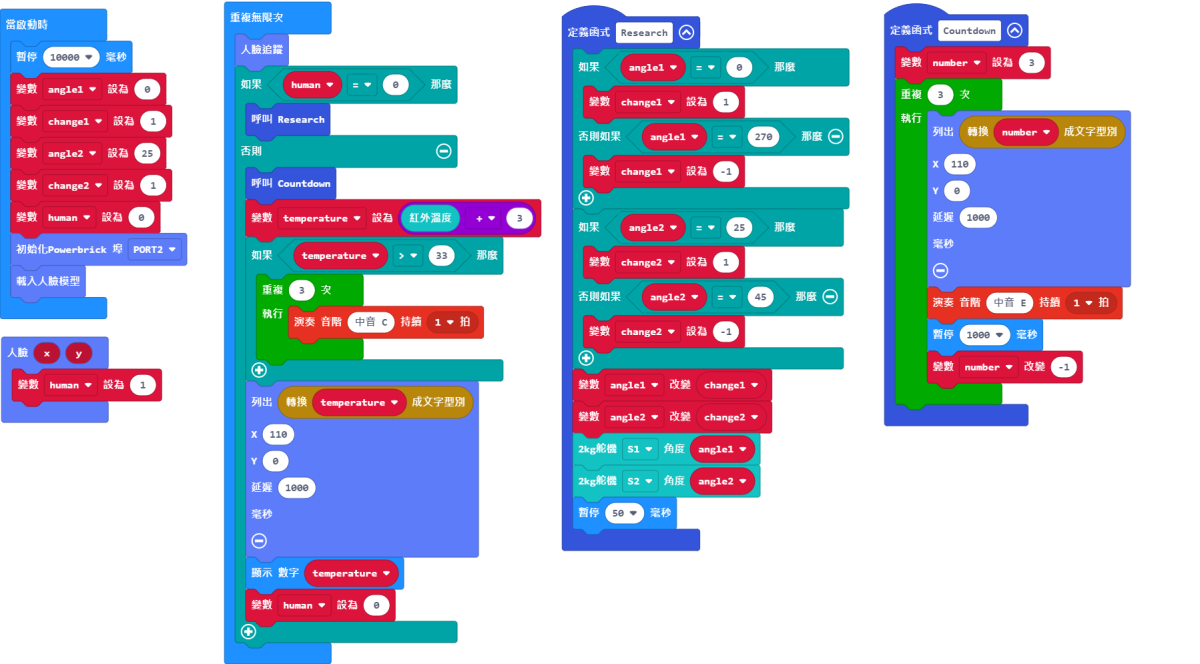 當啟動時
暫停 10000 毫秒
變數 angle1 設為 0
變數 change1 設為 1
變數 angle2 設為 25
變數 change2 設為 1
變數 human 設為 0
初始化Powerbrick 埠 PORT2
載入人臉模型
人臉 x y
變數 human 設為 1
重複無限次
人臉追蹤
如果 human = 0 那麼
呼叫 Research
否則
呼叫 Countdown
變數 temperature 設為 紅外溫度 + 3
如果 temperature > 33 那麼
重複 3 次
執行 演奏 音階 中音 C 持續 1 拍
列出 轉換 temperature 成文字型別
X 110
Y 0
延遲 1000
毫秒
顯示 數字 temperature
變數 human 設為 0
定義函式 Research
如果 angle1 = 0 那麼
變數 change1 設為 1
否則如果 angle1 = 270 那麼
變數 change1 設為 -1
如果 angle2 = 25 那麼
變數 change2 設為 1
否則如果 angle2 = 45 那麼
變數 change2 設為 -1
變數 angle1 改變 change1
變數 angle2 改變 change2
2kg舵機 S1 角度 angle1
2kg舵機 S2 角度 angle2
暫停 50 毫秒
定義函式 Countdown
變數 number 設為 3
重複 3 次
執行 列出 轉換 number 成文字型別
X 110
Y 0
延遲 1000
毫秒
演奏 音階 中音 E 持續 1 拍
暫停 1000 毫秒
變數 number 改變 -1